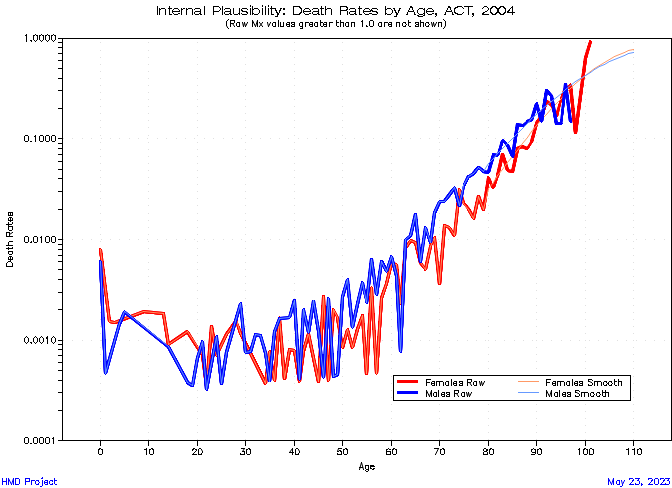 Internal Plausibility: Death Rates by Age, ACT, 2004
(Raw Mx values greater than 1.0 are not shown)
1.0000
0.1000
0.0100
0.0010
0.0001
Death Rates
Females Raw
Females Smooth
Males Raw
Males Smooth
0 10 20 30 40 50 60 70 80 90 100 110
Age
HMD Project
May 23, 2023